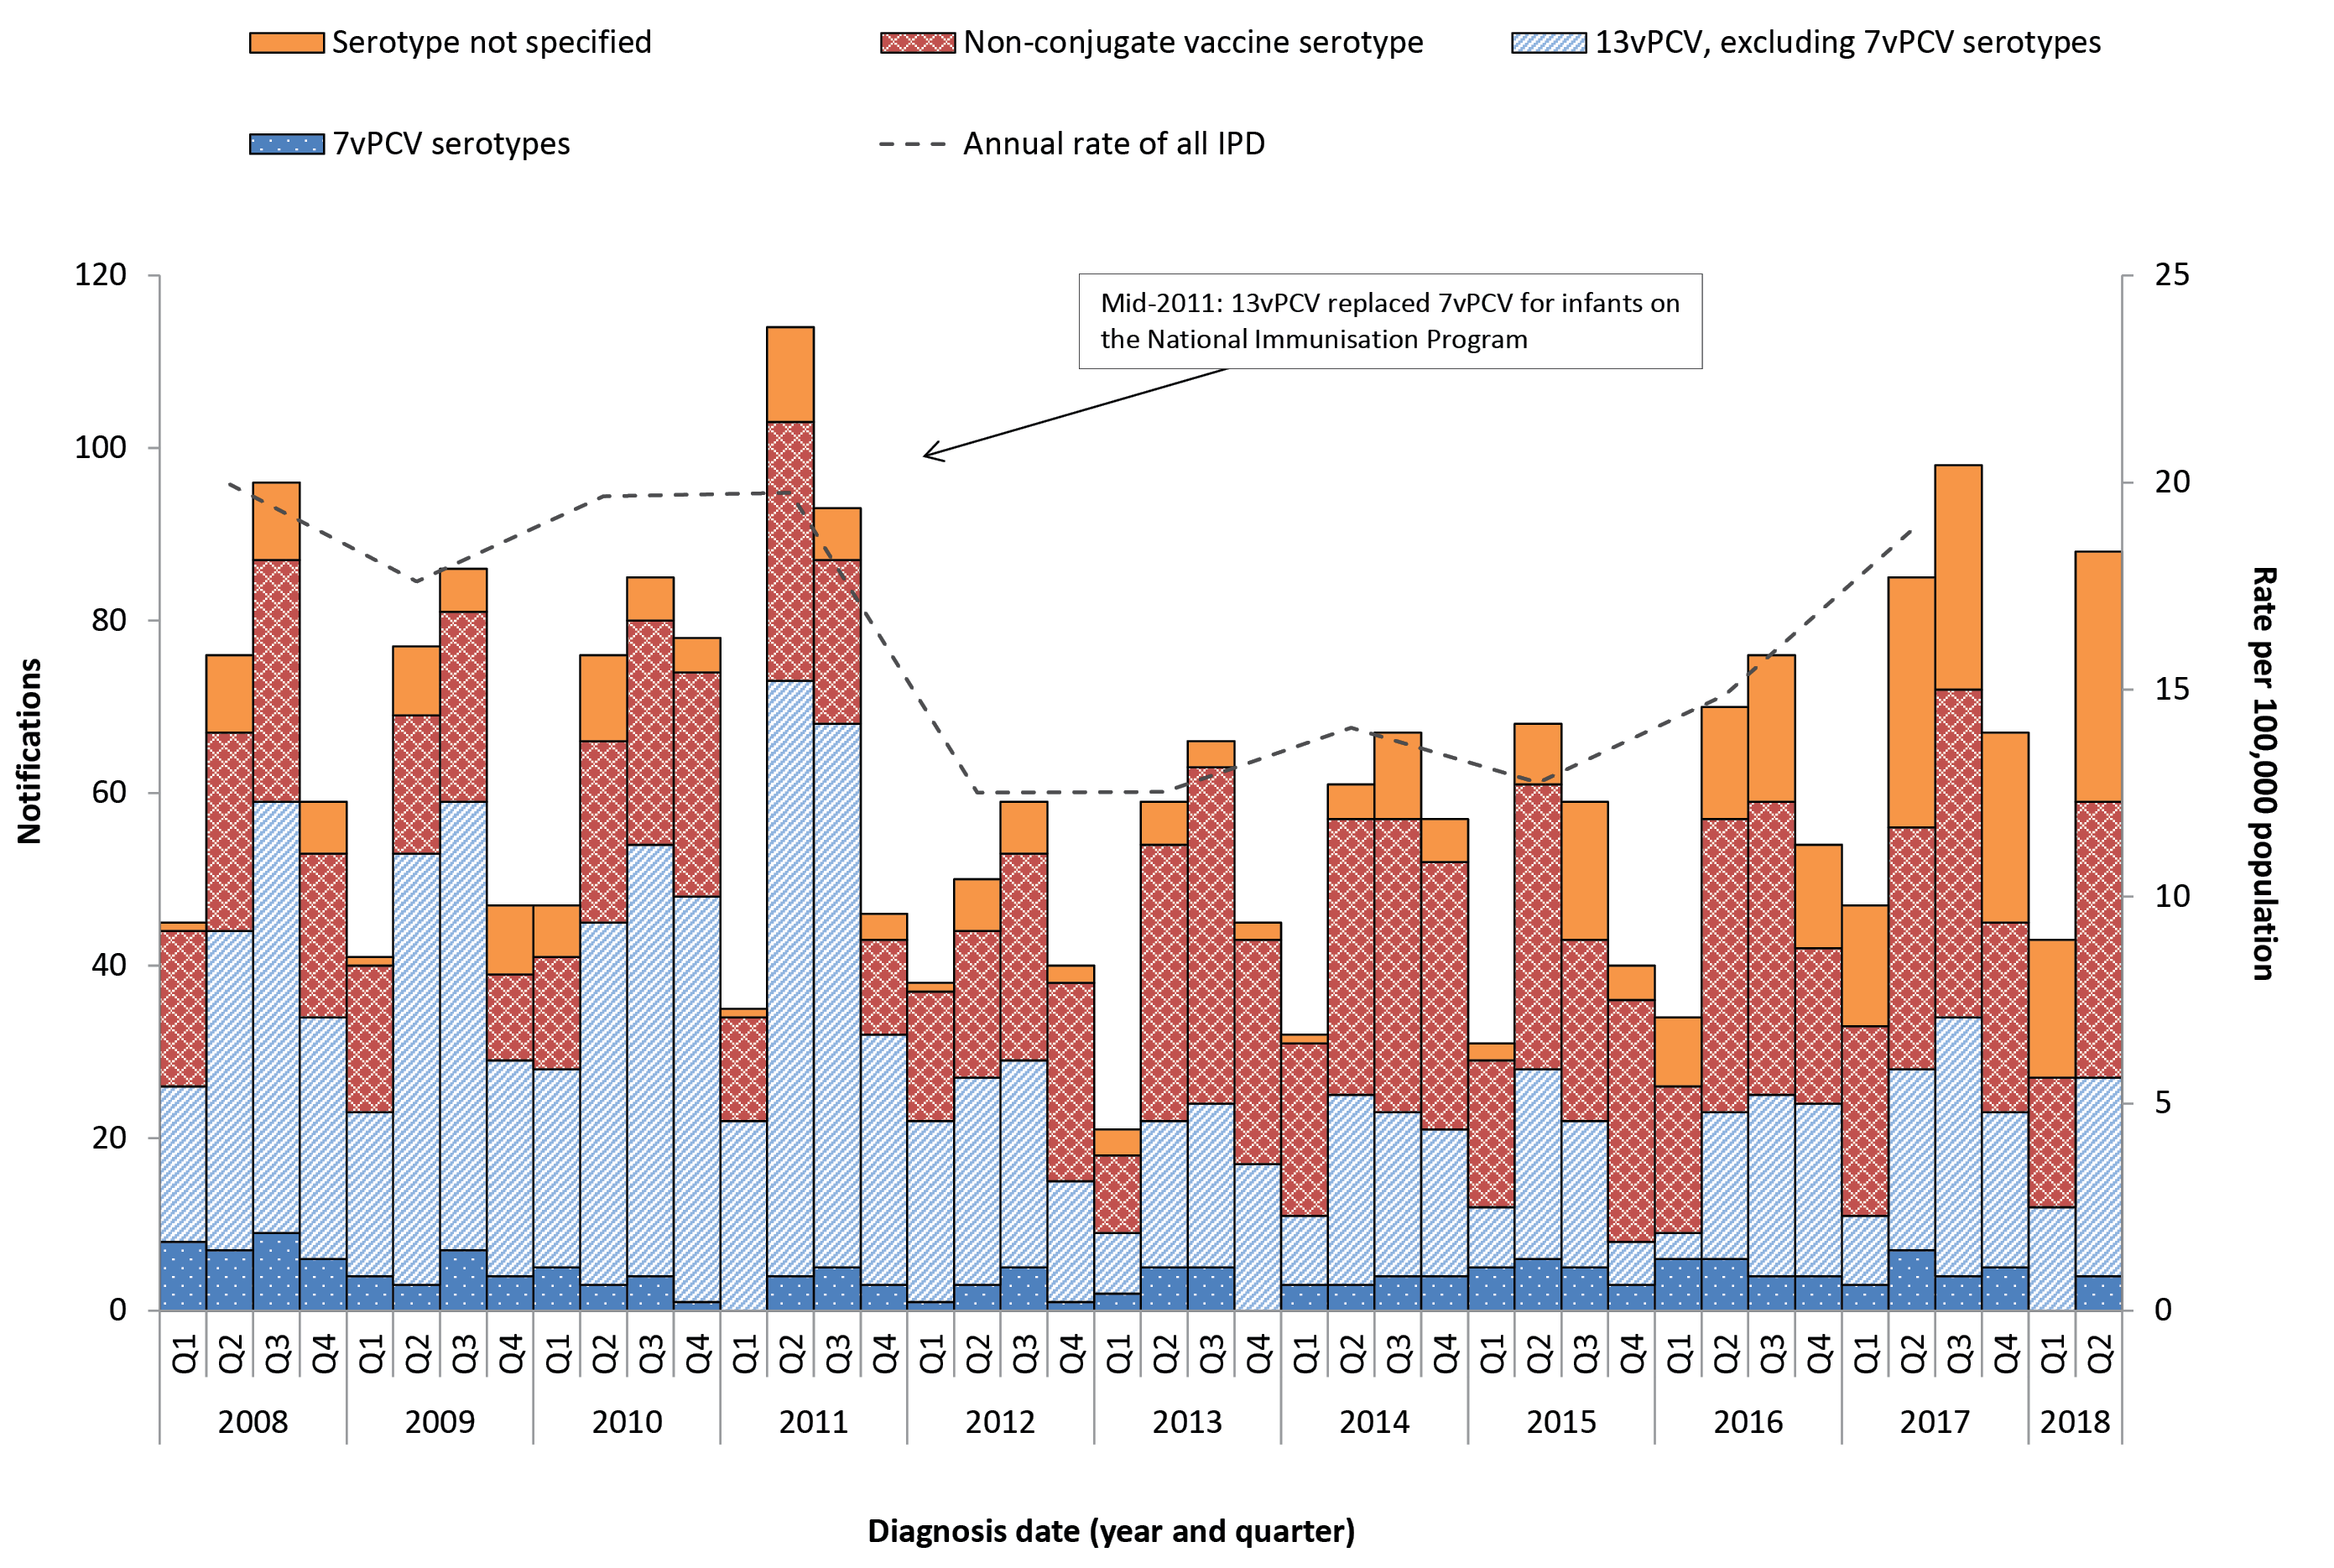 Serotype not specified
Non-conjugate vaccine serotype
13vPCV, excluding 7vPCV serotypes
7vPCV serotypes
Annual rate of all IPD
Mid-2011: 13vPCV replaced 7vPCV for infants on
the National Immunisation Program
Notifications
120
100
80
60
40
20
0
25
20
15
10
5
0
Rate per 100,000 population
Q1 Q2 Q3 Q4 Q1 Q2 Q3 Q4 Q1 Q2 Q3 Q4 Q1 Q2 Q3 Q4 Q1 Q2 Q3 Q4 Q1 Q2 Q3 Q4 Q1 Q2 Q3 Q4 Q1 Q2 Q3 Q4 Q1 Q2 Q3 Q4 Q1 Q2 Q3 Q4 Q1 Q2
2008 2009 2010 2011 2012 2013 2014 2015 2016 2017 2018
Diagnosis date (year and quarter)